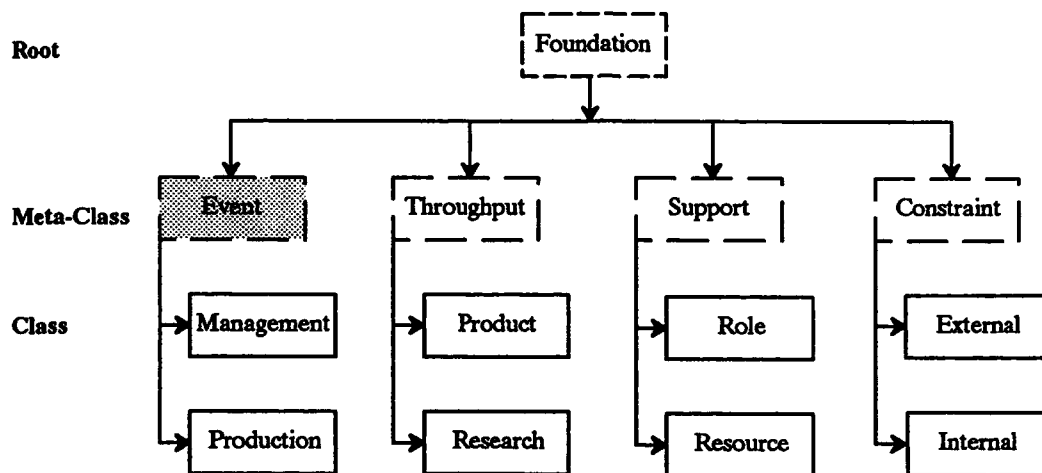 Root
Foundation
Meta-Class
Event
Throughput
Support
Constraint
Class
Management
Product
Role
External
Production
Research
Resource
Internal